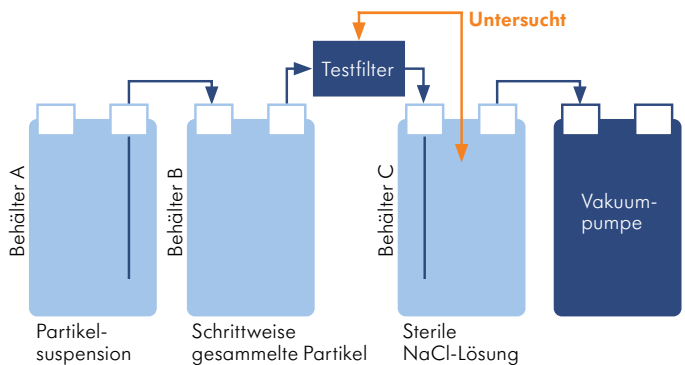 Untersucht
Testfilter
Behälter A
Behälter B
Behälter C
Vakuum-
pumpe
Partikel-
suspension
Schrittweise
gesammelte Partikel
Sterile
NaCl-Lösung